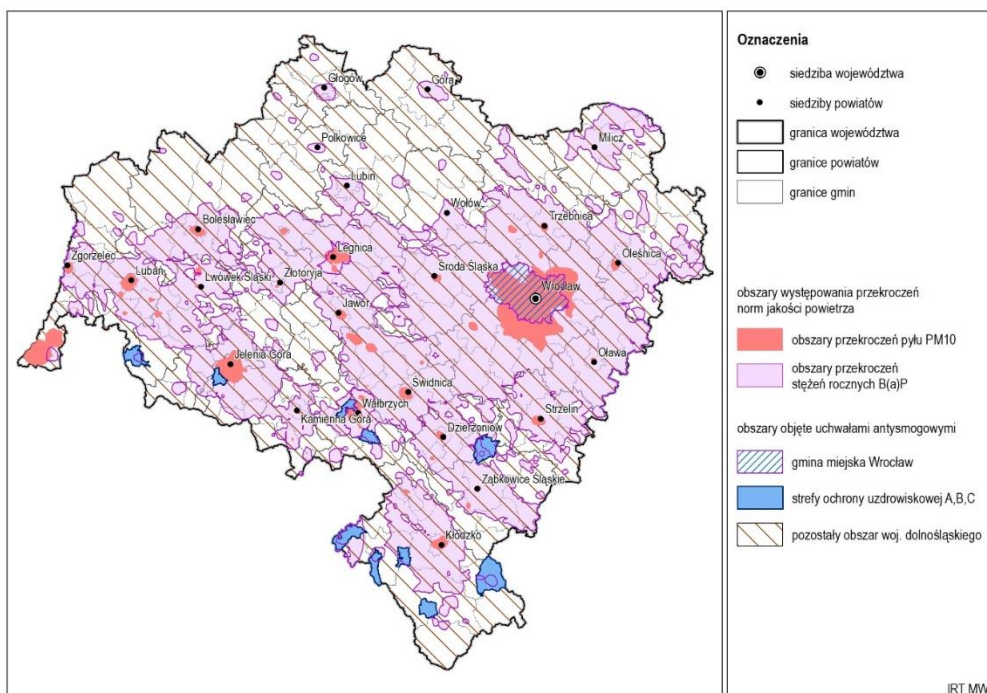 Głogów
Góra
Polkowice
Milicz
Lubin
Wołów
Trzebnica
Bolesławiec
Legnica
Oleśnica
Zgorzelec
Lubań
Lwówek Śląski
Złotoryja
Środa Śląska
Wrocław
Jawor
Jelenia Góra
Oława
Świdnica
Wałbrzych
Kamienna Góra
Strzelin
Dzierżoniów
Ząbkowice Śląskie
Kłodzko
Oznaczenia
siedziba województwa
siedziby powiatów
granica województwa
granice powiatów
granice gmin
obszary występowania przekroczeń
norm jakości powietrza
obszary przekroczeń pyłu PM10
obszary przekroczeń
stężeń rocznych B(a)P
obszary objęte uchwałami antysmogowymi
gmina miejska Wrocław
strefy ochrony uzdrowiskowej A,B,C
pozostały obszar woj. dolnośląskiego
IRT MW